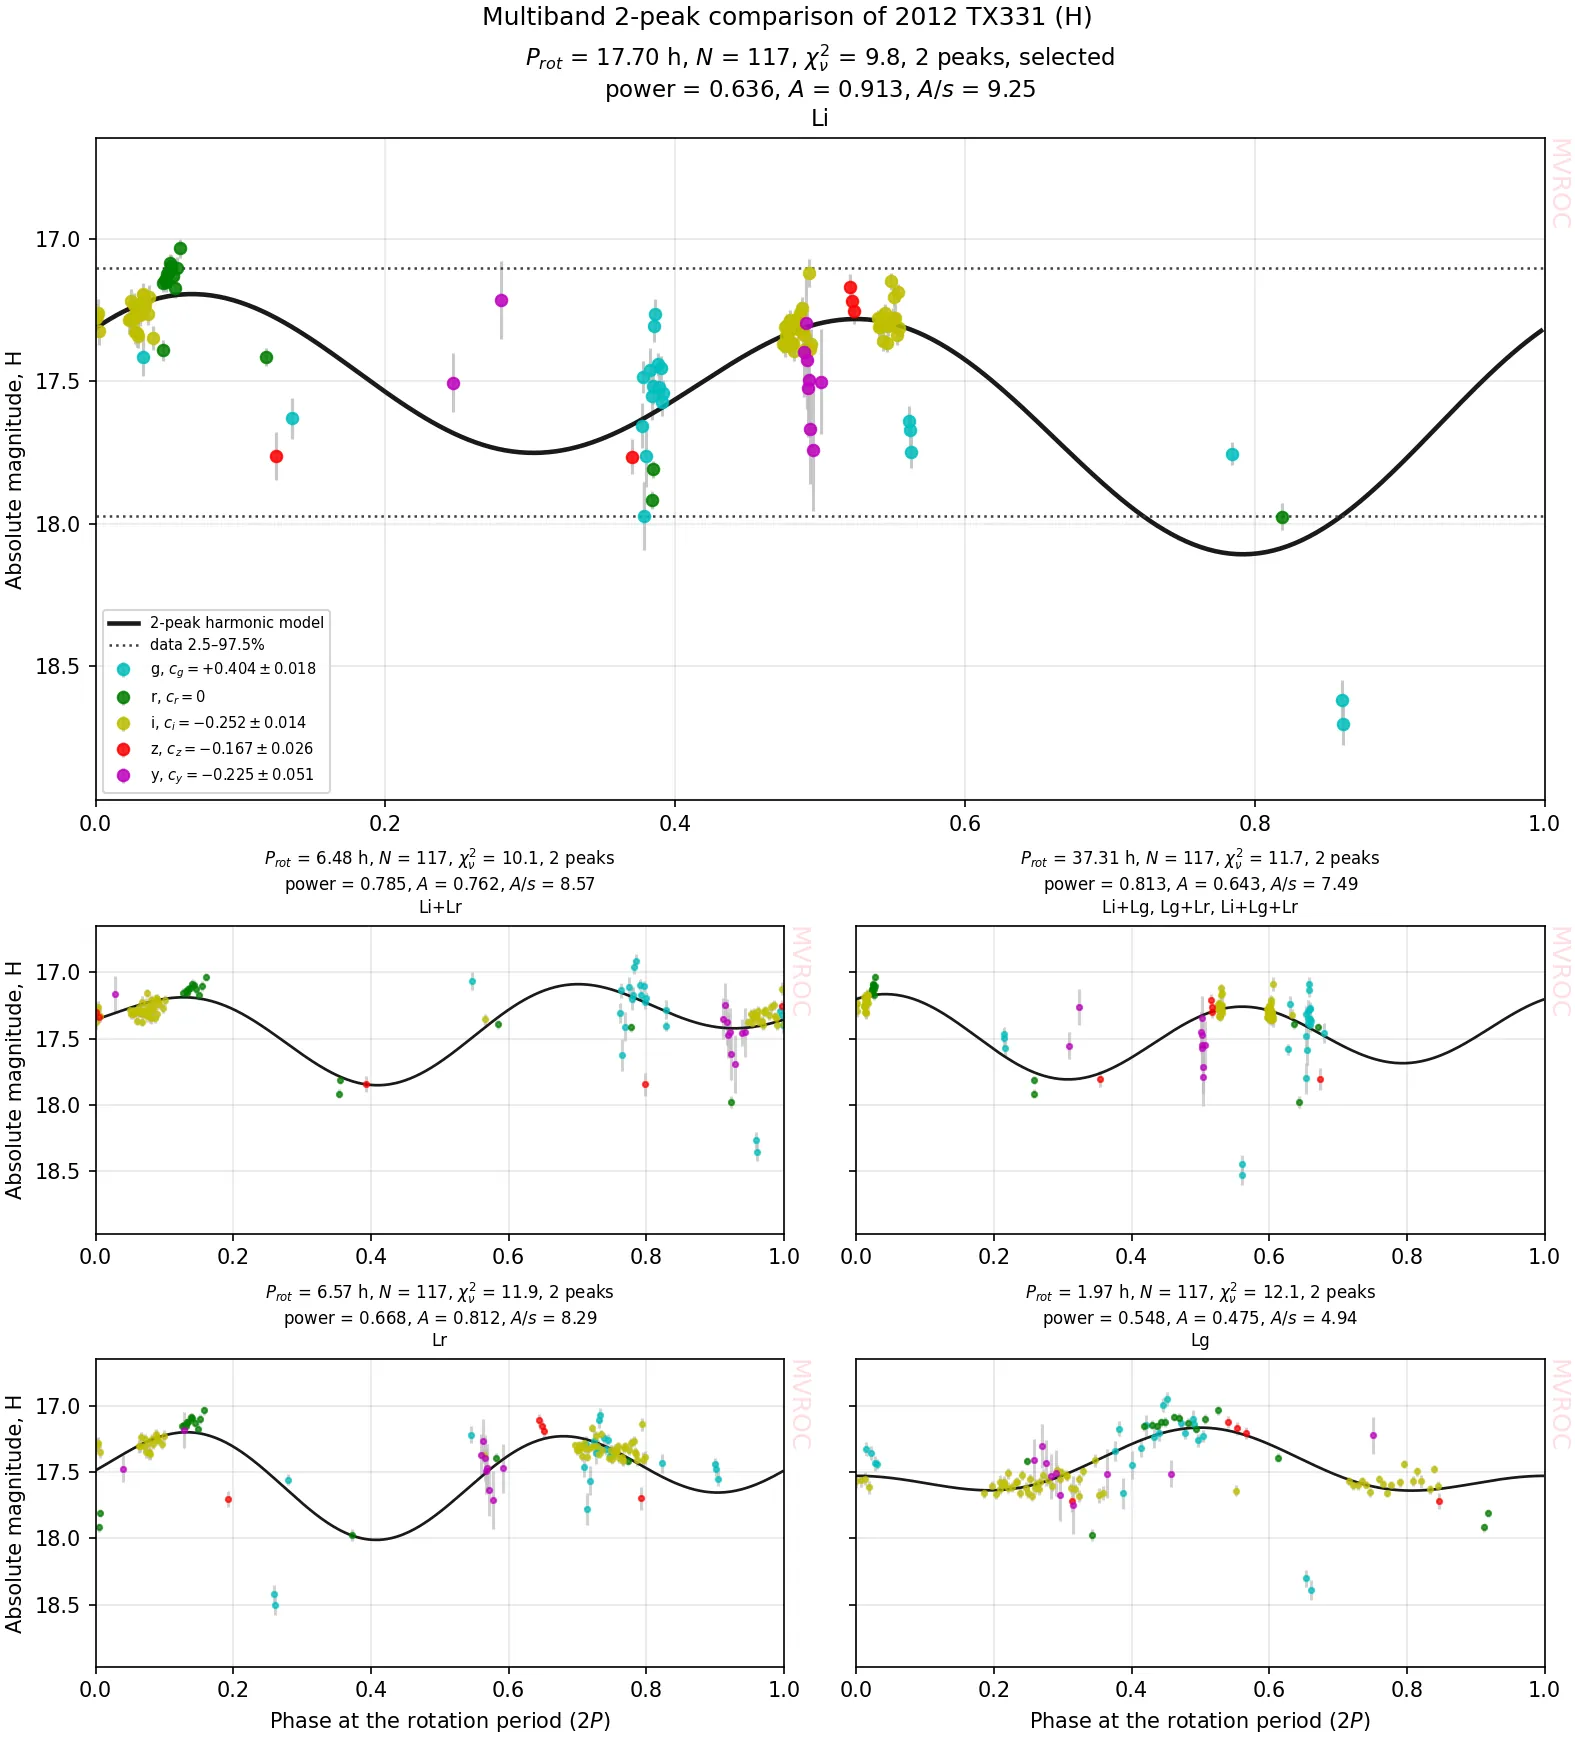 Multiband 2-peak comparison of 2012 TX331 (H)
P_rot = 17.70 h, N = 117, χ²_ν = 9.8, 2 peaks, selected
power = 0.636, A = 0.913, A/s = 9.25
Li
MVROC
Absolute magnitude, H
17.0
17.5
18.0
18.5
2-peak harmonic model
data 2.5–97.5%
g, c_g = +0.404 ± 0.018
r, c_r = 0
i, c_i = −0.252 ± 0.014
z, c_z = −0.167 ± 0.026
y, c_y = −0.225 ± 0.051
0.0 0.2 0.4 0.6 0.8 1.0
P_rot = 6.48 h, N = 117, χ²_ν = 10.1, 2 peaks
power = 0.785, A = 0.762, A/s = 8.57
Li+Lr
MVROC
Absolute magnitude, H
17.0
17.5
18.0
18.5
0.0 0.2 0.4 0.6 0.8 1.0
P_rot = 37.31 h, N = 117, χ²_ν = 11.7, 2 peaks
power = 0.813, A = 0.643, A/s = 7.49
Li+Lg, Lg+Lr, Li+Lg+Lr
MVROC
0.0 0.2 0.4 0.6 0.8 1.0
P_rot = 6.57 h, N = 117, χ²_ν = 11.9, 2 peaks
power = 0.668, A = 0.812, A/s = 8.29
Lr
MVROC
Absolute magnitude, H
17.0
17.5
18.0
18.5
0.0 0.2 0.4 0.6 0.8 1.0
Phase at the rotation period (2P)
P_rot = 1.97 h, N = 117, χ²_ν = 12.1, 2 peaks
power = 0.548, A = 0.475, A/s = 4.94
Lg
MVROC
0.0 0.2 0.4 0.6 0.8 1.0
Phase at the rotation period (2P)